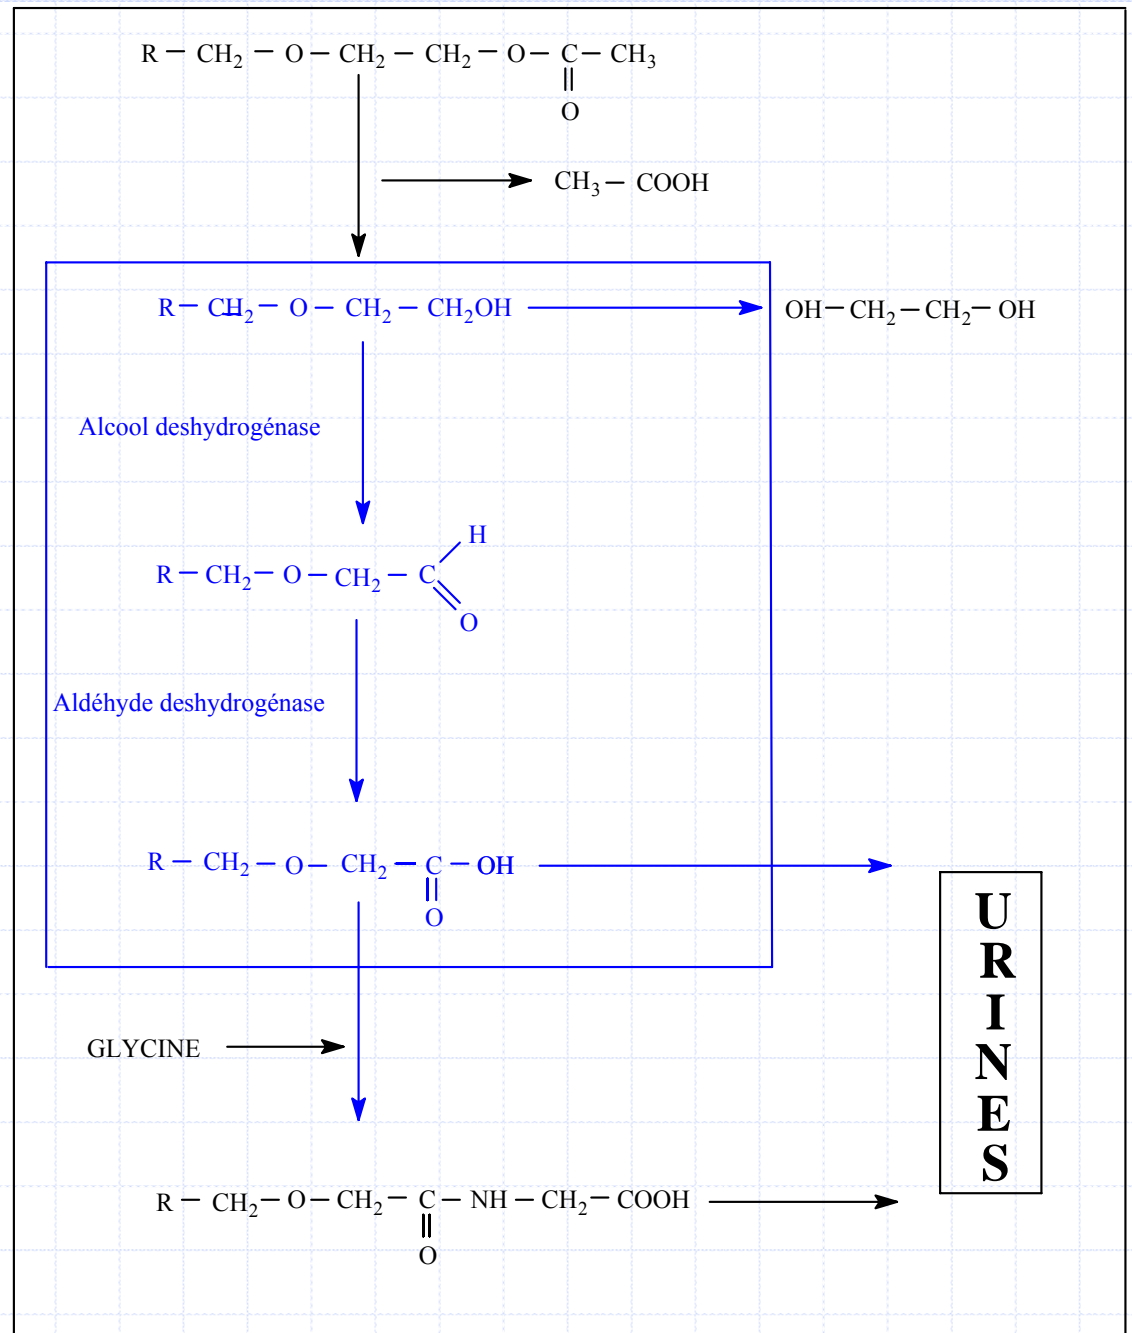 R − CH₂ − O − CH₂ − CH₂ − O − C − CH₃
O
CH₃ − COOH
R − CH₂ − O − CH₂ − CH₂OH
OH − CH₂ − CH₂ − OH
Alcool deshydrogénase
H
R − CH₂ − O − CH₂ − C
O
Aldéhyde deshydrogénase
R − CH₂ − O − CH₂ − C − OH
O
URINES
GLYCINE
R − CH₂ − O − CH₂ − C − NH − CH₂ − COOH
O